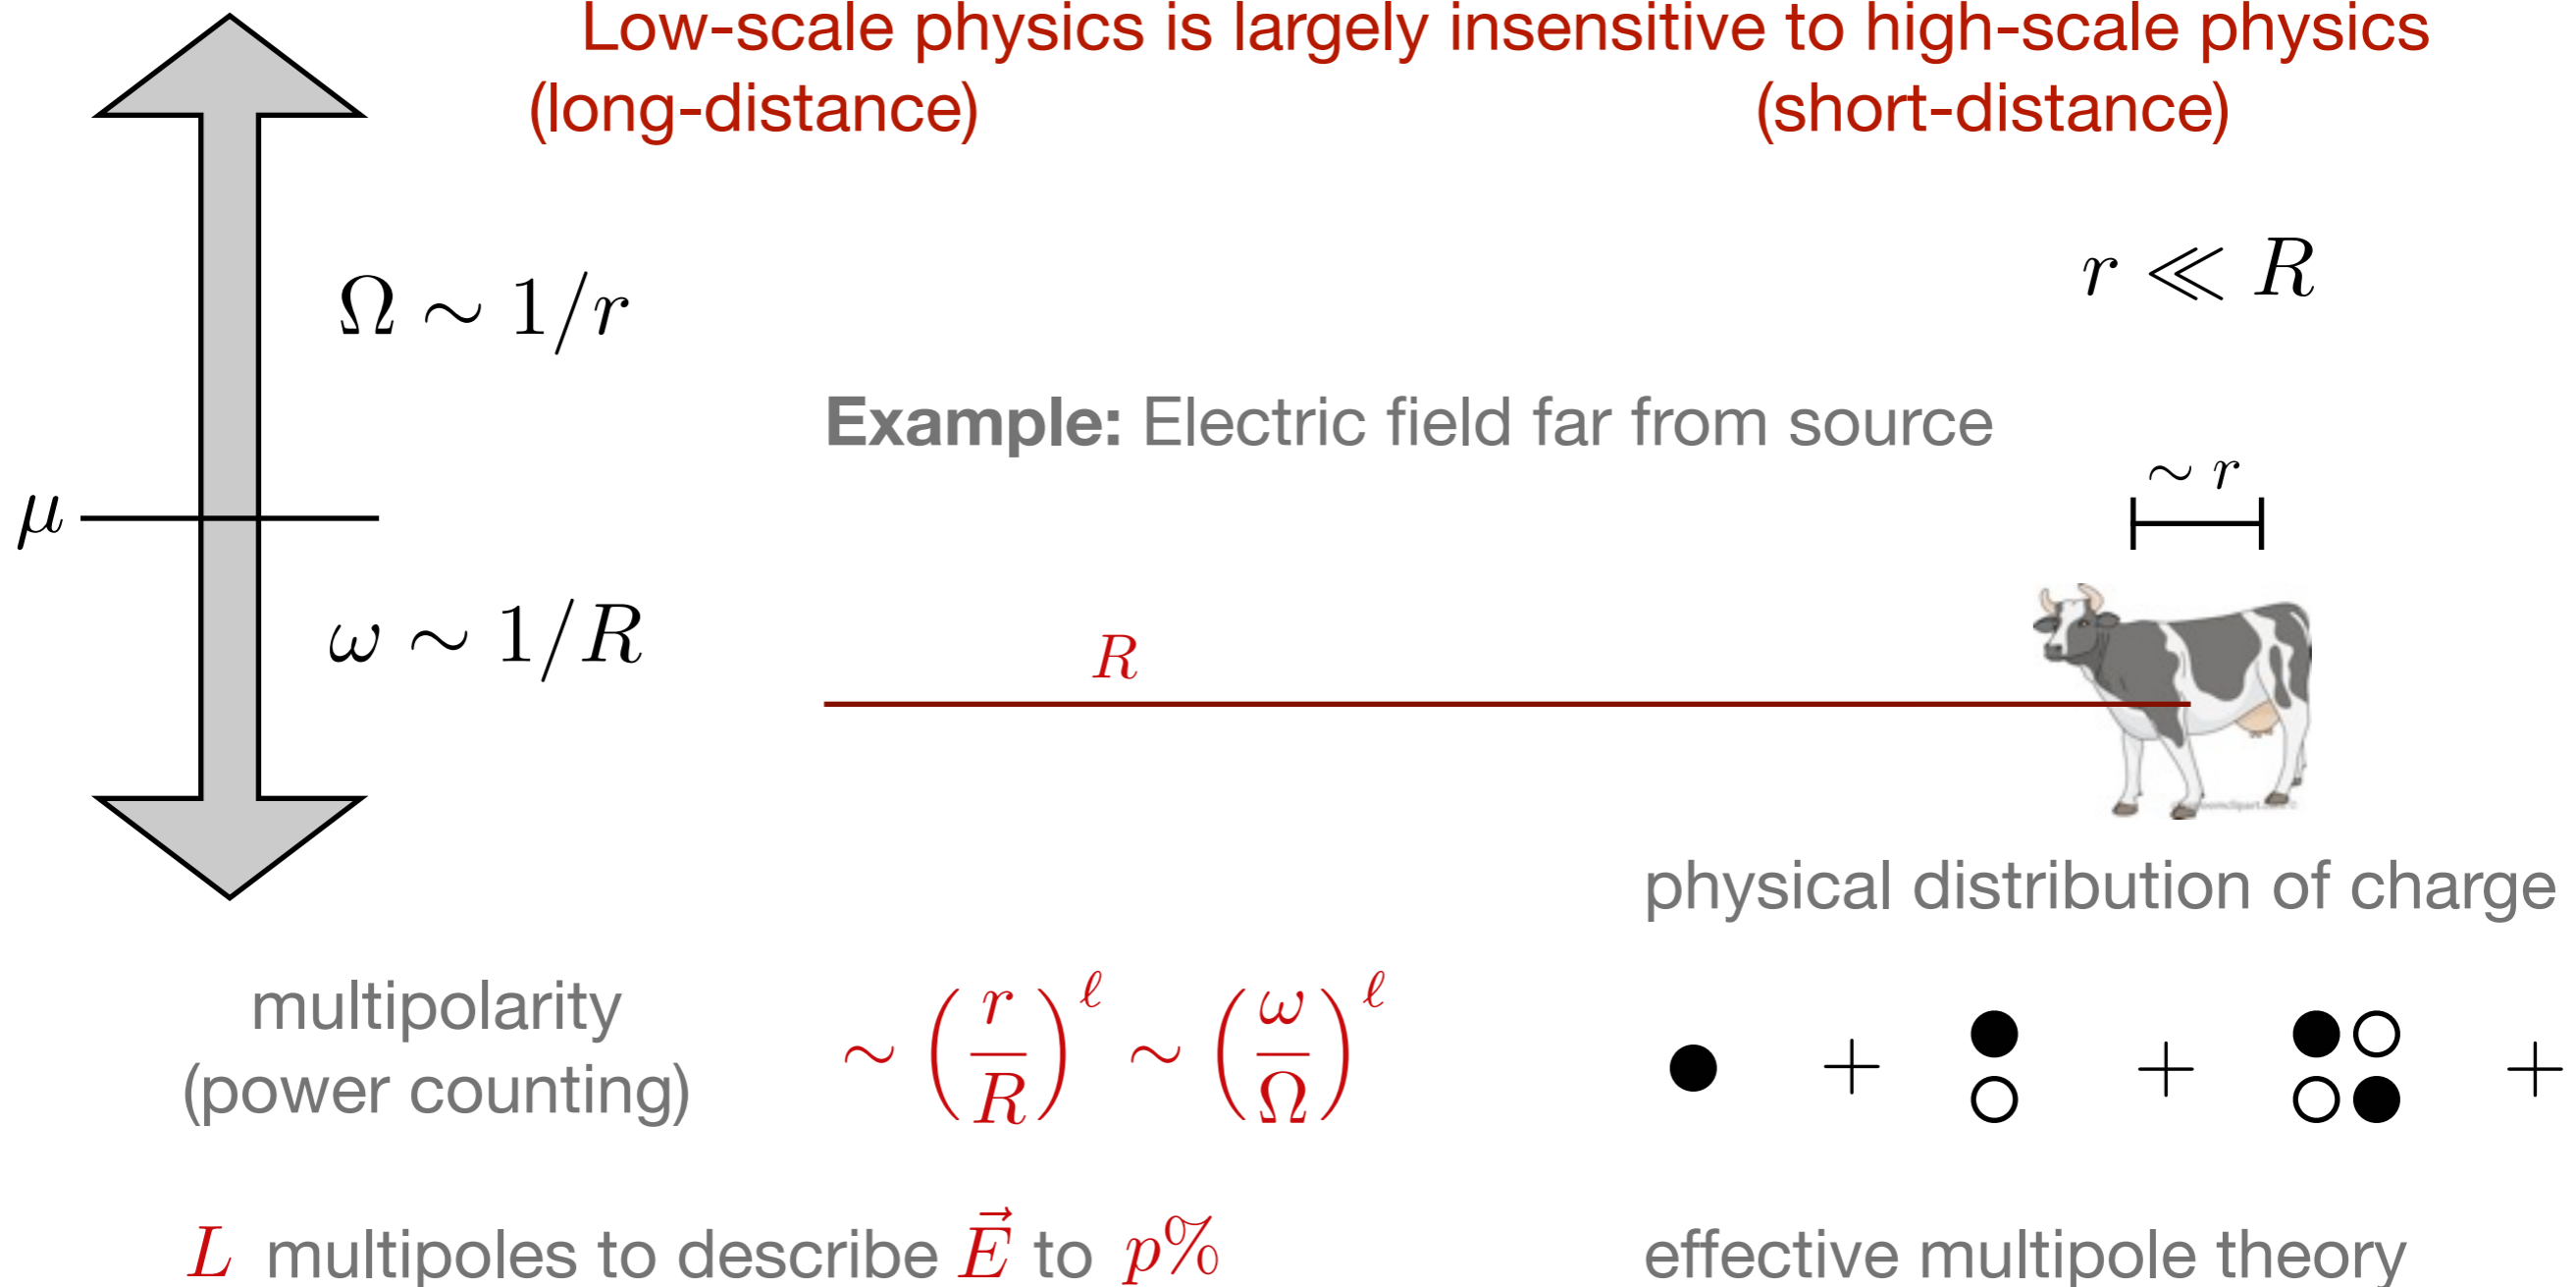 Low-scale physics is largely insensitive to high-scale physics
(long-distance) (short-distance)
Ω ∼ 1/r
r ≪ R
Example: Electric field far from source
∼ r
μ
ω ∼ 1/R
R
physical distribution of charge
multipolarity
(power counting)
∼ (r/R)^ℓ ∼ (ω/Ω)^ℓ
+ + +
L multipoles to describe E⃗ to p%
effective multipole theory